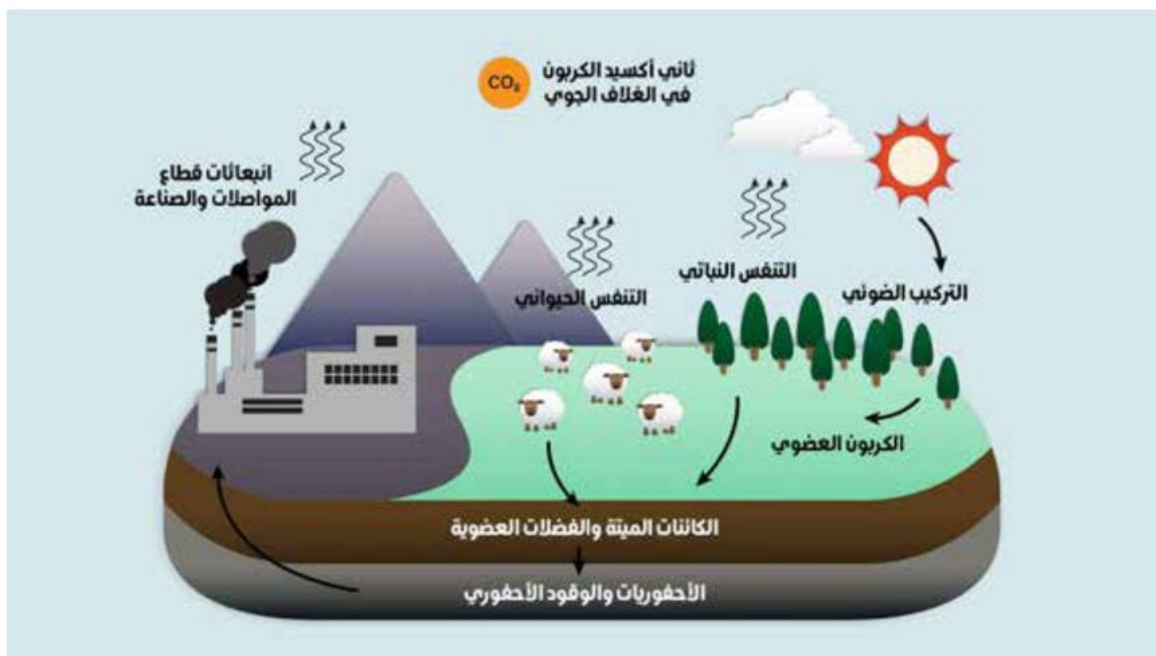 ثاني أكسيد الكربون
في الغلاف الجوي
CO₂
انبعاثات قطاع
المواصلات والصناعة
التنفس الحيواني
التنفس النباتي
التركيب الضوئي
الكربون العضوي
الكائنات الميتة والفضلات العضوية
الأحفوريات والوقود الأحفوري